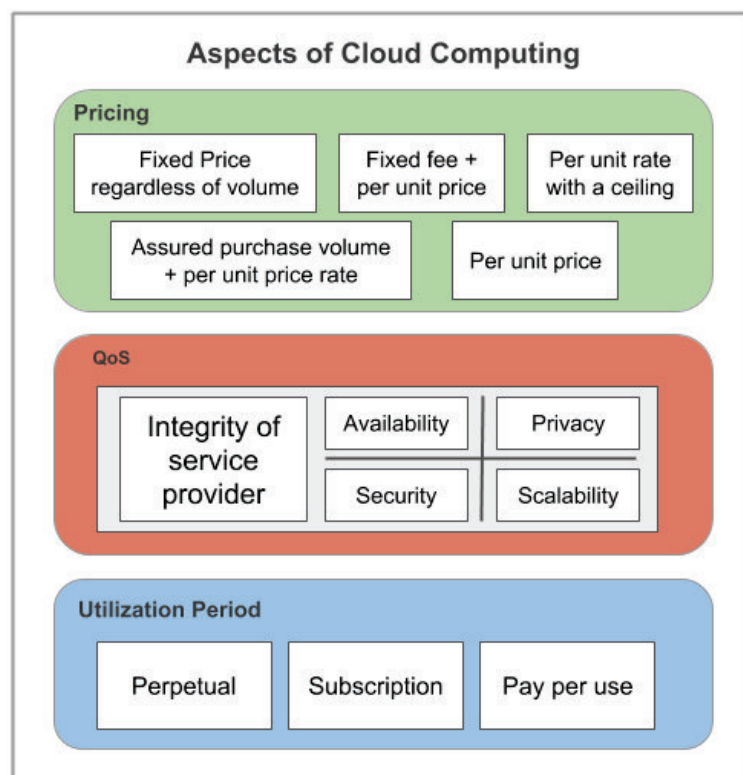 Aspects of Cloud Computing
Pricing
Fixed Price
regardless of volume
Fixed fee +
per unit price
Per unit rate
with a ceiling
Assured purchase volume
+ per unit price rate
Per unit price
QoS
Integrity of
service
provider
Availability
Privacy
Security
Scalability
Utilization Period
Perpetual
Subscription
Pay per use